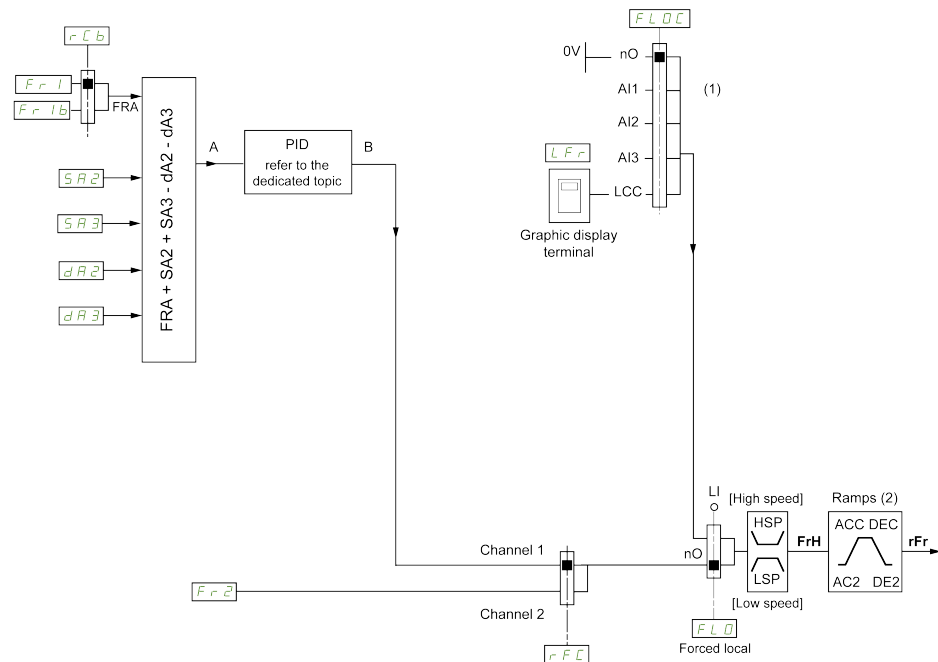 rCb
Fr1
Fr1b
FRA
SA2
SA3
dA2
dA3
FRA + SA2 + SA3 - dA2 - dA3
A
PID
refer to the
dedicated topic
B
FLOC
0V
nO
AI1
AI2
AI3
LCC
(1)
LFr
Graphic display
terminal
Channel 1
Fr2
Channel 2
rFC
LI
nO
FLO
Forced local
[High speed]
HSP
LSP
[Low speed]
FrH
Ramps (2)
ACC DEC
AC2 DE2
rFr